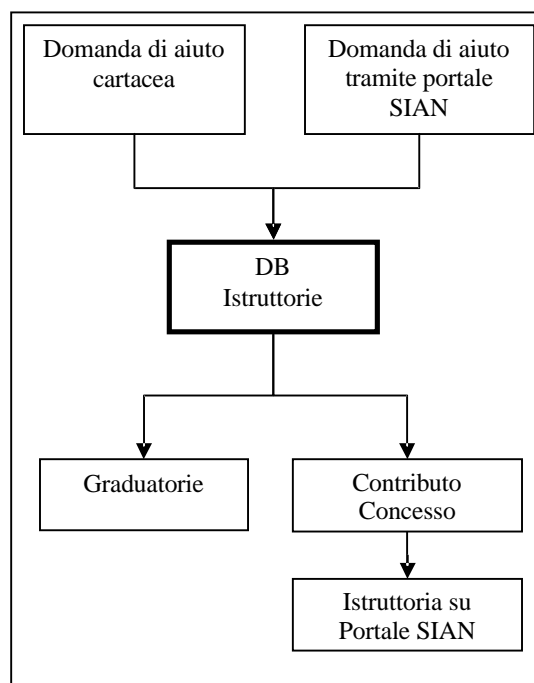 Domanda di aiuto
cartacea
Domanda di aiuto
tramite portale
SIAN
DB
Istruttorie
Graduatorie
Contributo
Concesso
Istruttoria su
Portale SIAN